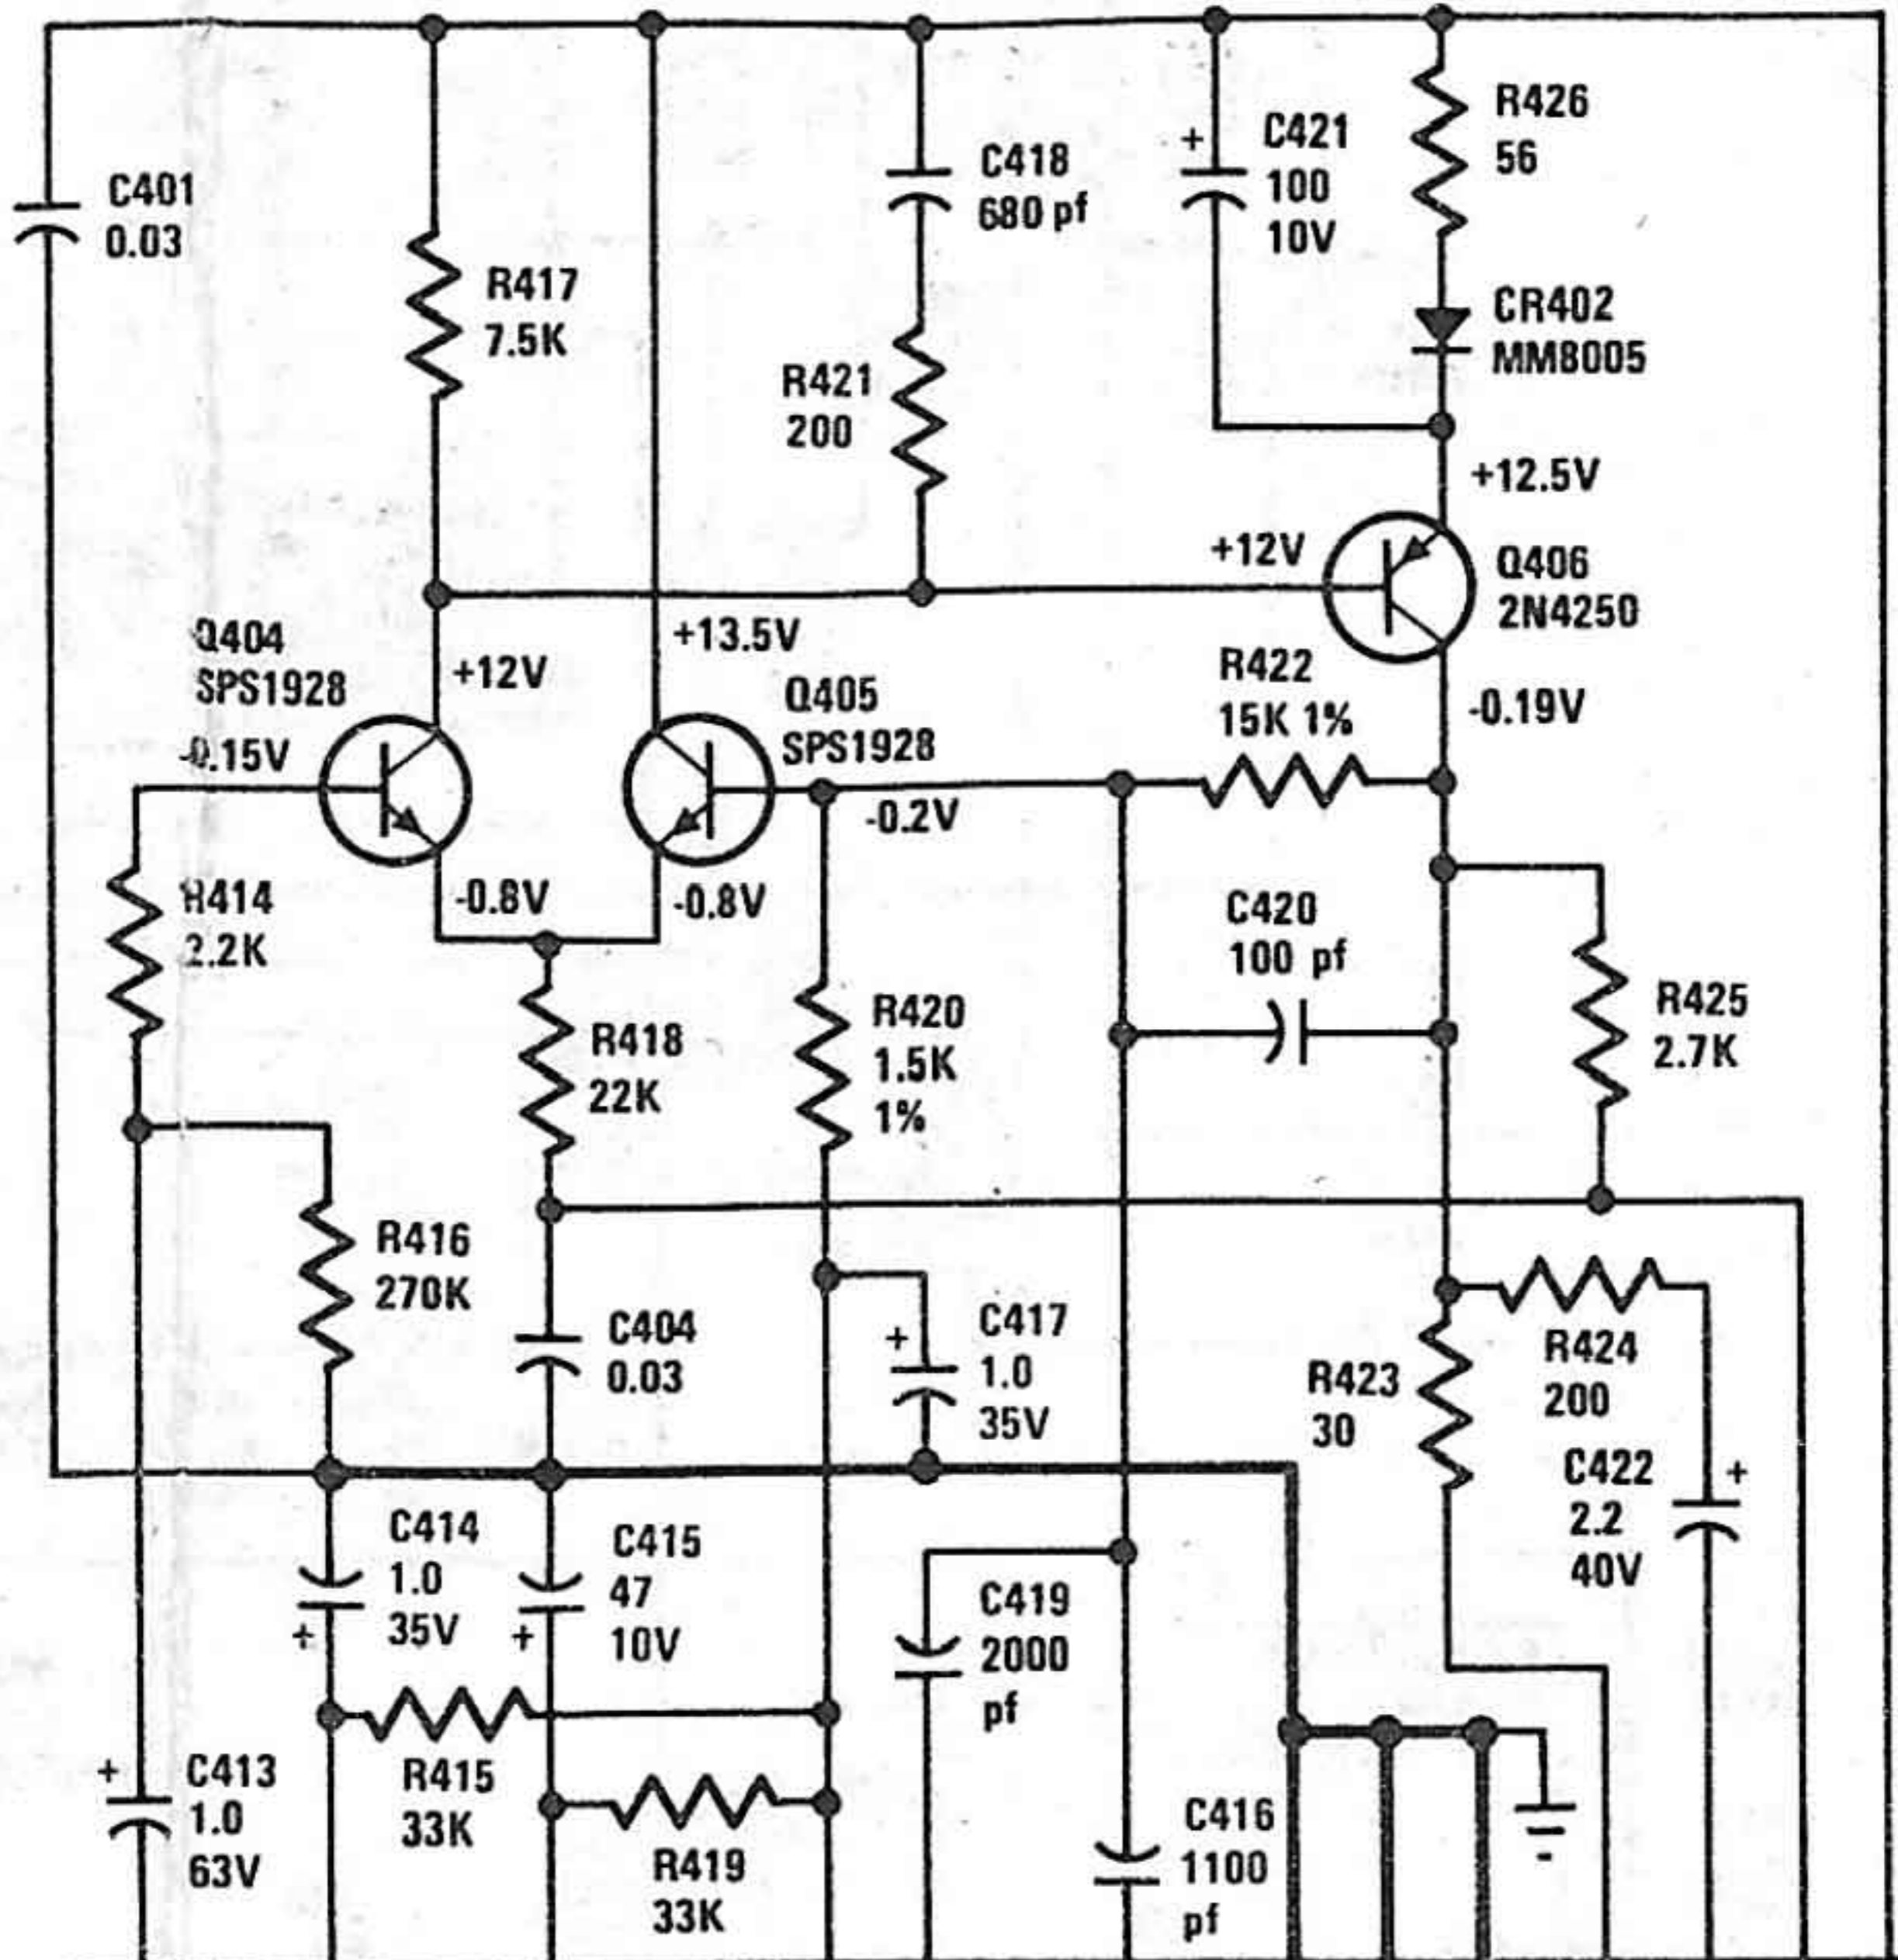 C401
0.03
R417
7.5K
C418
680 pf
+
C421
100
10V
R426
56
CR402
MM8005
R421
200
+12.5V
+12V
Q406
2N4250
Q404
SPS1928
+12V
+13.5V
Q405
SPS1928
R422
15K 1%
-0.19V
-0.15V
-0.2V
R414
2.2K
-0.8V
-0.8V
C420
100 pf
R418
22K
R420
1.5K
1%
R425
2.7K
R416
270K
C404
0.03
+
C417
1.0
35V
R423
30
R424
200
C422
2.2
40V
+
C414
1.0
35V
+
C415
47
10V
+
C419
2000
pf
+
C413
1.0
63V
R415
33K
R419
33K
C416
1100
pf